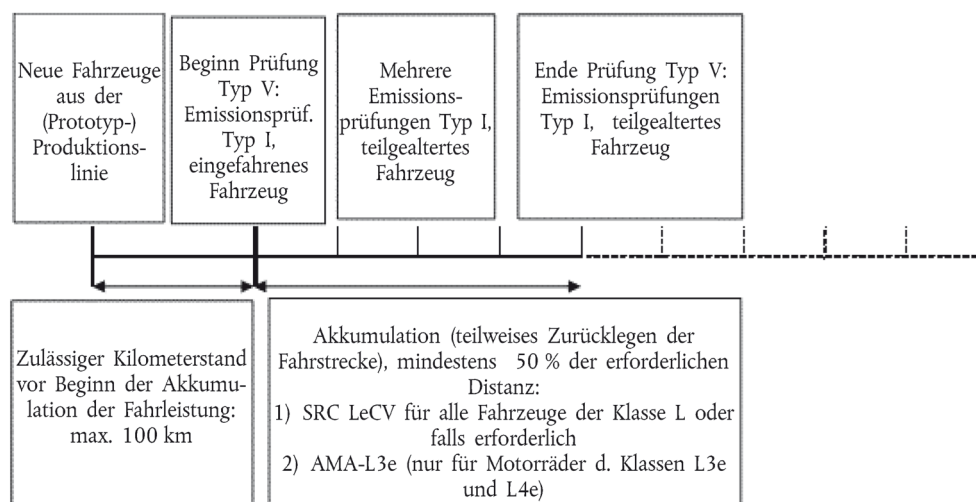 Neue Fahrzeuge
aus der
(Prototyp-)
Produktions-
linie
Beginn Prüfung
Typ V:
Emissionsprüf.
Typ I,
eingefahrenes
Fahrzeug
Mehrere
Emissions-
prüfungen Typ I,
teilgealtertes
Fahrzeug
Ende Prüfung Typ V:
Emissionsprüfungen
Typ I, teilgealtertes
Fahrzeug
Zulässiger Kilometerstand
vor Beginn der Akkumu-
lation der Fahrleistung:
max. 100 km
Akkumulation (teilweises Zurücklegen der
Fahrstrecke), mindestens 50 % der erforderlichen
Distanz:
1) SRC LeCV für alle Fahrzeuge der Klasse L oder
falls erforderlich
2) AMA-L3e (nur für Motorräder d. Klassen L3e
und L4e)